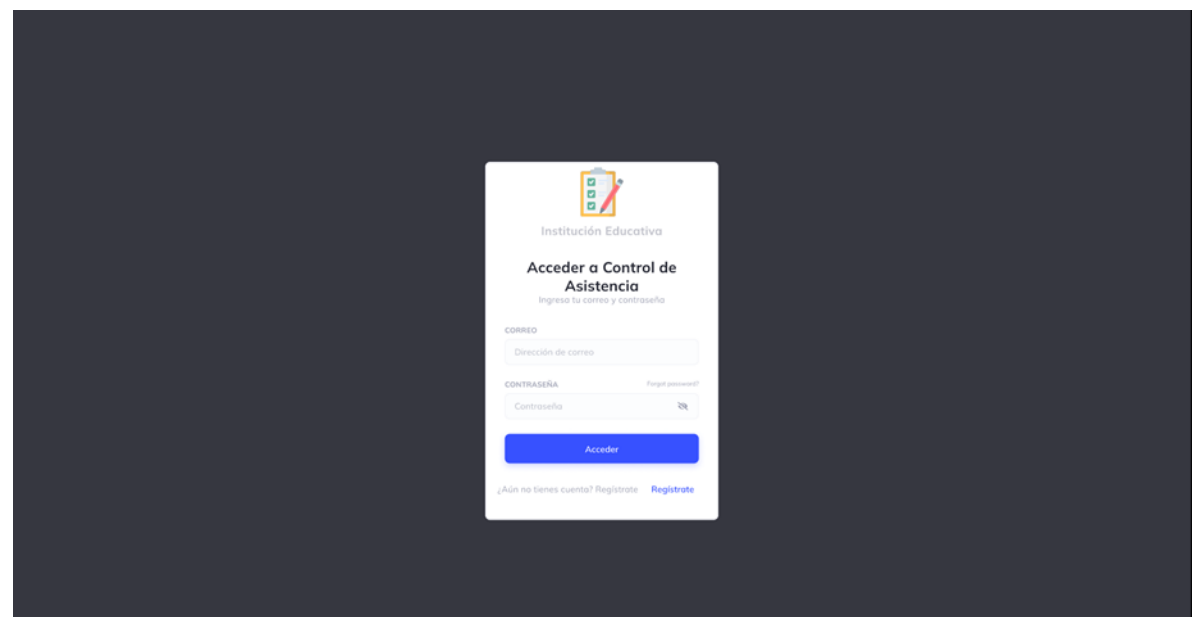 Institución Educativa
Acceder a Control de
Asistencia
Ingresa tu correo y contraseña
CORREO
Dirección de correo
CONTRASEÑA Forgot password?
Contraseña
Acceder
¿Aún no tienes cuenta? Regístrate Regístrate